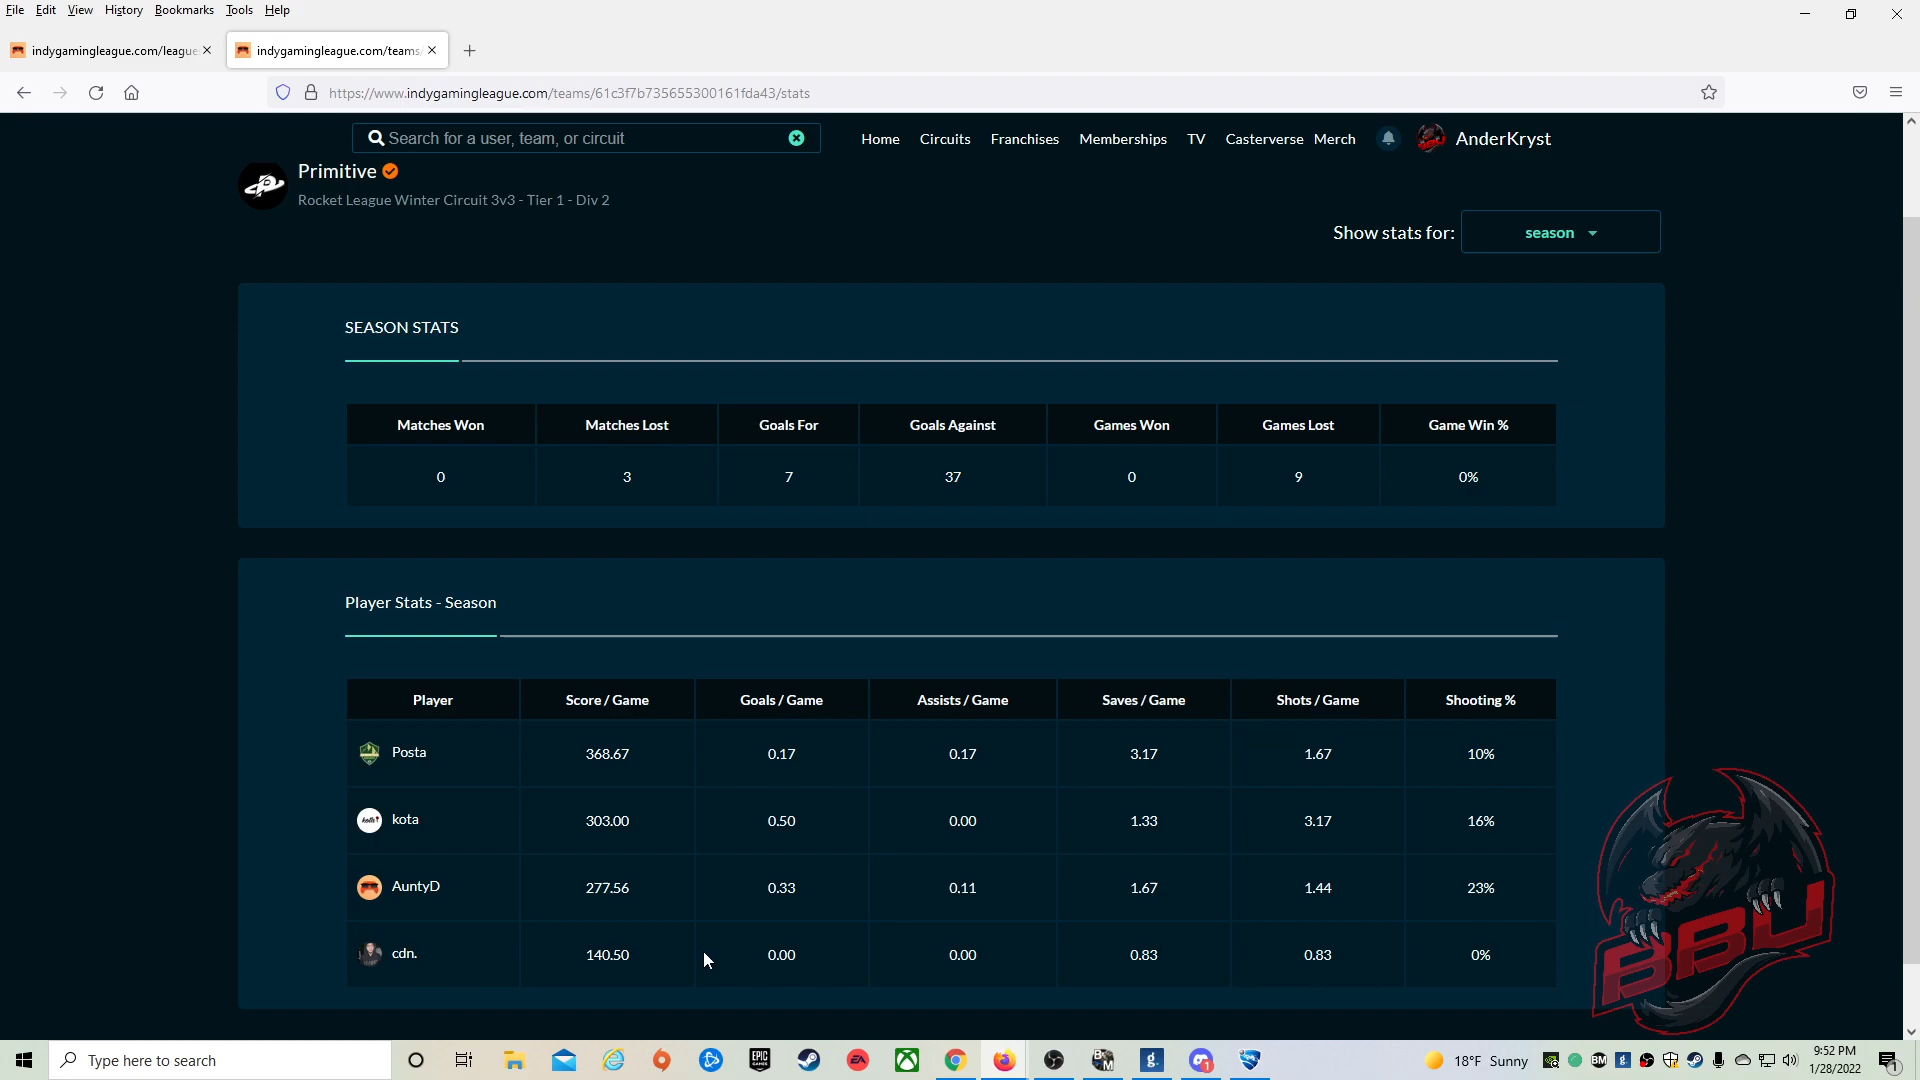 File Edit View History Bookmarks Tools Help
indygamingleague.com/league
indygamingleague.com/teams/
https://www.indygamingleague.com/teams/61c3f7b735655300161fda43/stats
Search for a user, team, or circuit
Home Circuits Franchises Memberships TV Casterverse Merch AnderKryst
Primitive
Rocket League Winter Circuit 3v3 - Tier 1 - Div 2
Show stats for: season
SEASON STATS
Matches Won Matches Lost Goals For Goals Against Games Won Games Lost Game Win %
0 3 7 37 0 9 0%
Player Stats - Season
Player Score / Game Goals / Game Assists / Game Saves / Game Shots / Game Shooting %
Posta 368.67 0.17 0.17 3.17 1.67 10%
kota 303.00 0.50 0.00 1.33 3.17 16%
AuntyD 277.56 0.33 0.11 1.67 1.44 23%
cdn. 140.50 0.00 0.00 0.83 0.83 0%
BBU
Type here to search
EPIC GAMES
EA
BM
g.
1
18°F Sunny
BM
g.
9:52 PM
1/28/2022
1